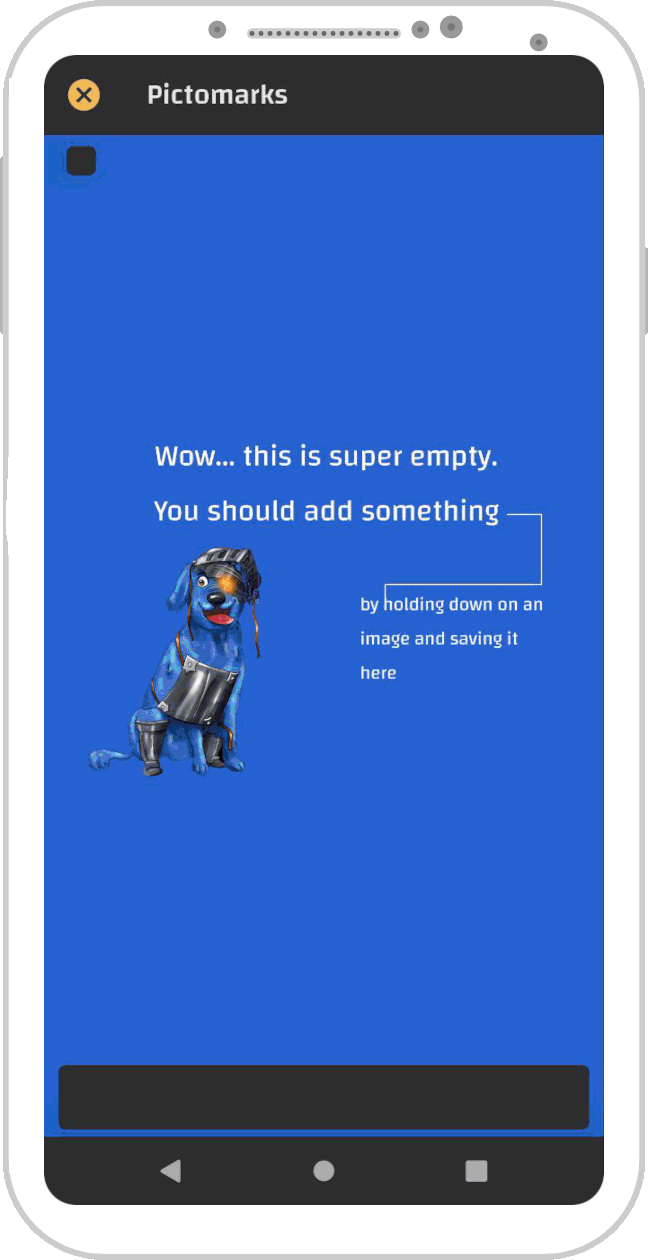 Pictomarks
Wow... this is super empty.
You should add something
by holding down on an
image and saving it
here